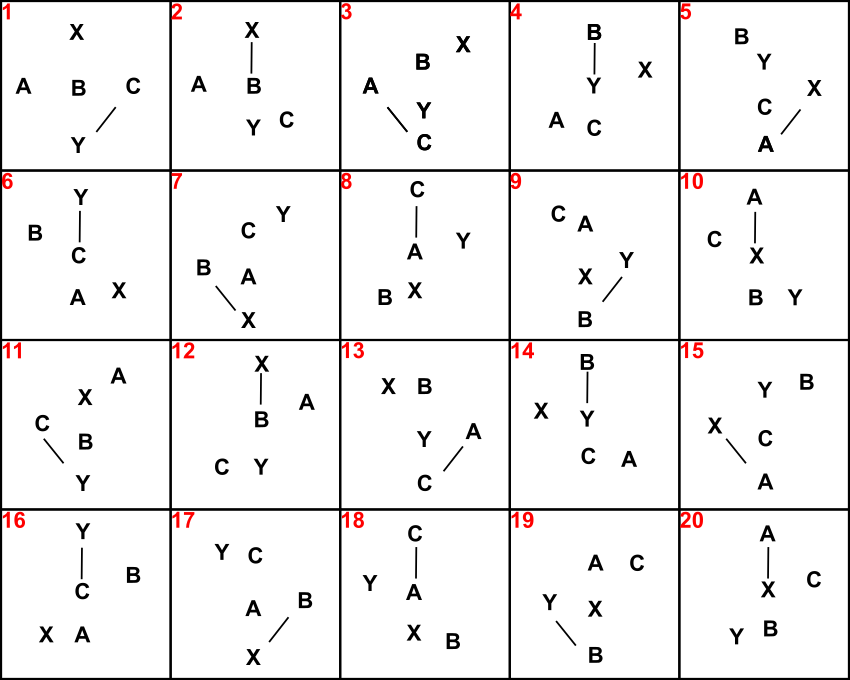 1
X
A B C
Y
2
X
A B
Y C
3
X
B
A
Y
C
4
B
X
Y
A C
5
B
Y
X
C
A
6
Y
B
C
A X
7
Y
C
B A
X
8
C
Y
A
B X
9
C A
Y
X
B
10
A
C
X
B Y
11
A
X
C
B
Y
12
X
A
B
C Y
13
X B
Y A
C
14
B
X Y
C A
15
Y B
X C
A
16
Y
B
C
X A
17
Y C
A B
X
18
C
Y A
X B
19
A C
Y X
B
20
A
C
X
Y B